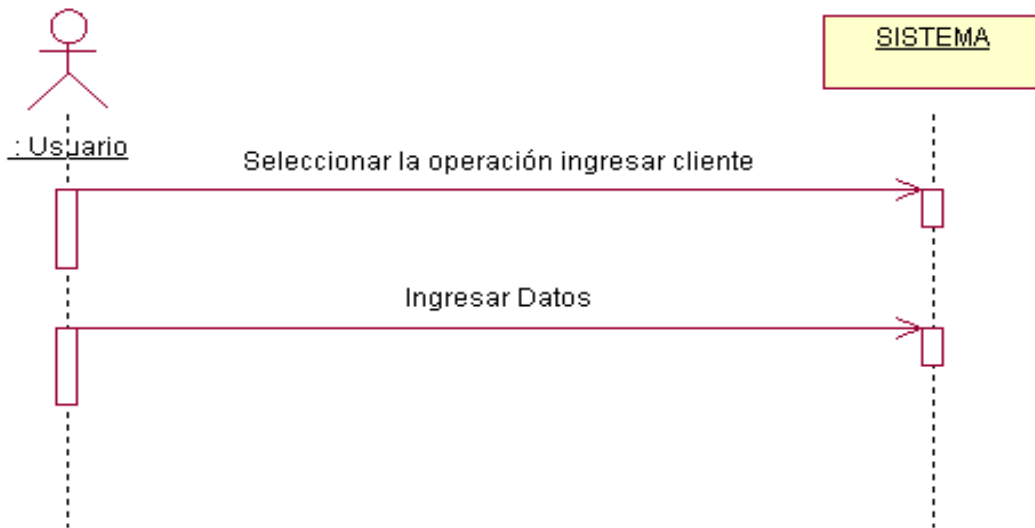 SISTEMA
: Usuario
Seleccionar la operación ingresar cliente
Ingresar Datos